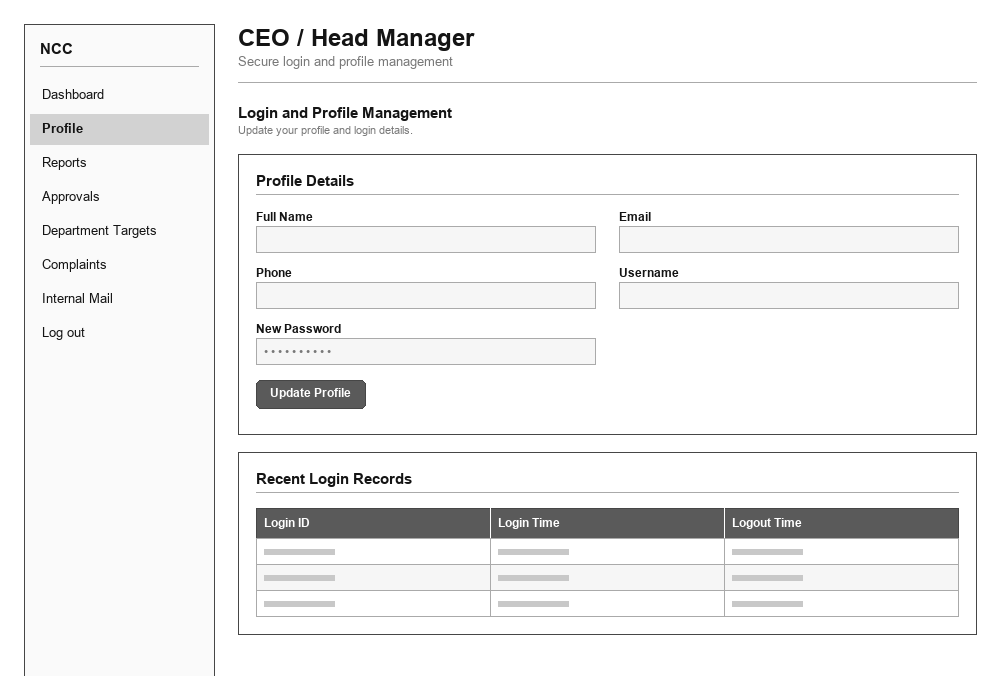 NCC
Dashboard
Profile
Reports
Approvals
Department Targets
Complaints
Internal Mail
Log out
CEO / Head Manager
Secure login and profile management
Login and Profile Management
Update your profile and login details.
Profile Details
Full Name
Email
Phone
Username
New Password
••••••••••
Update Profile
Recent Login Records
Login ID
Login Time
Logout Time